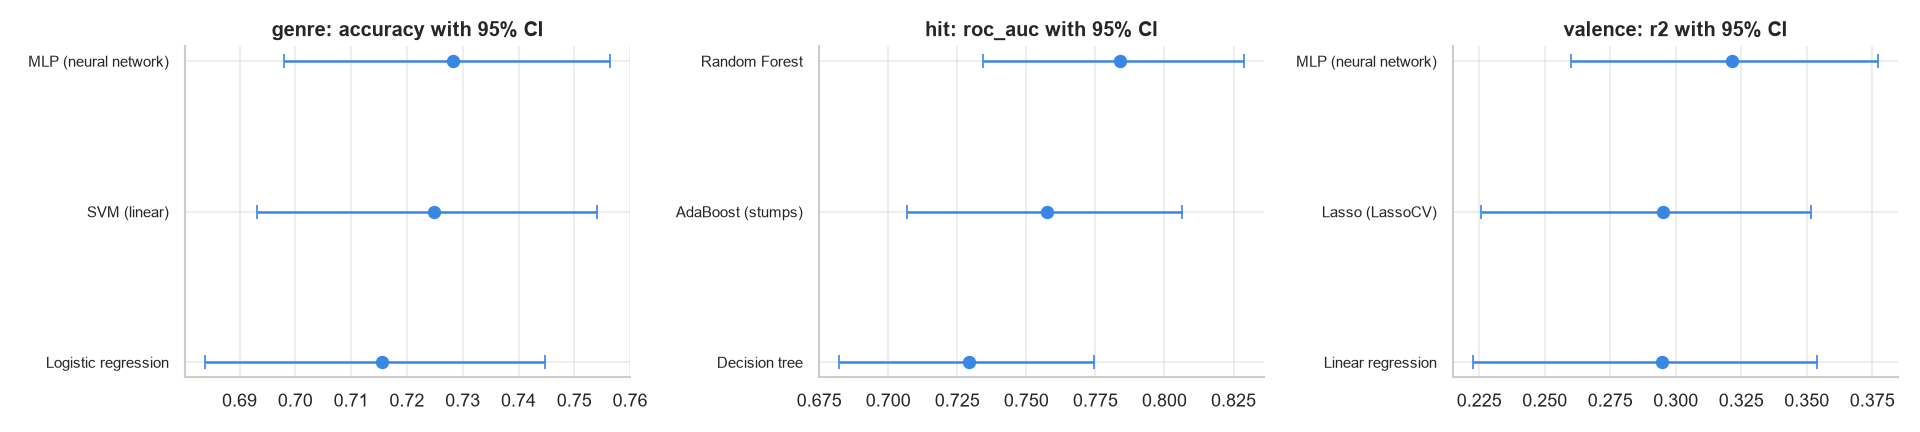 genre: accuracy with 95% CI
MLP (neural network)
SVM (linear)
Logistic regression
0.69 0.70 0.71 0.72 0.73 0.74 0.75 0.76
hit: roc_auc with 95% CI
Random Forest
AdaBoost (stumps)
Decision tree
0.675 0.700 0.725 0.750 0.775 0.800 0.825
valence: r2 with 95% CI
MLP (neural network)
Lasso (LassoCV)
Linear regression
0.225 0.250 0.275 0.300 0.325 0.350 0.375